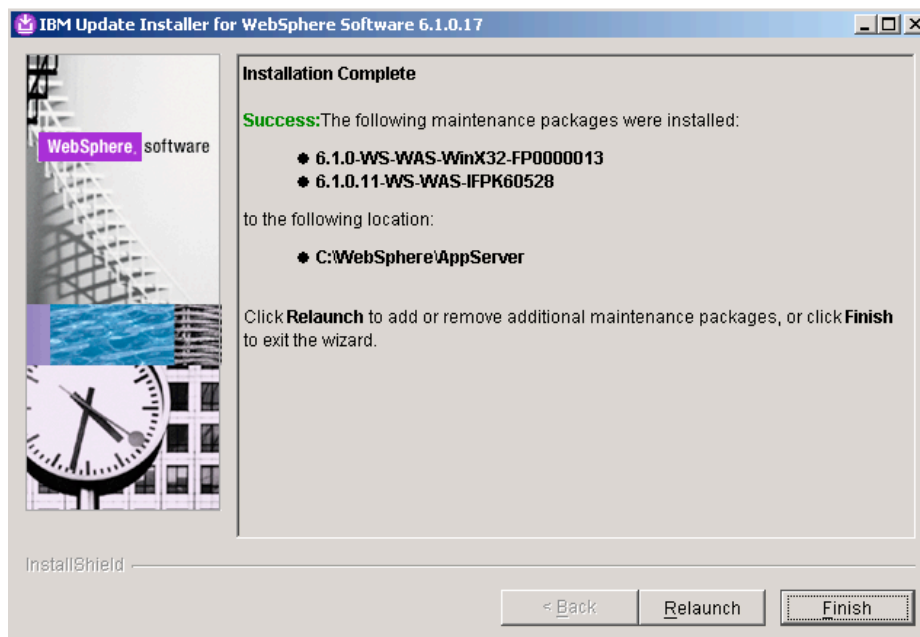 IBM Update Installer for WebSphere Software 6.1.0.17
WebSphere. software
Installation Complete
Success:The following maintenance packages were installed:
6.1.0-WS-WAS-WinX32-FP0000013
6.1.0.11-WS-WAS-IFPK60528
to the following location:
C:\WebSphere\AppServer
Click Relaunch to add or remove additional maintenance packages, or click Finish
to exit the wizard.
InstallShield
< Back
Relaunch
Finish